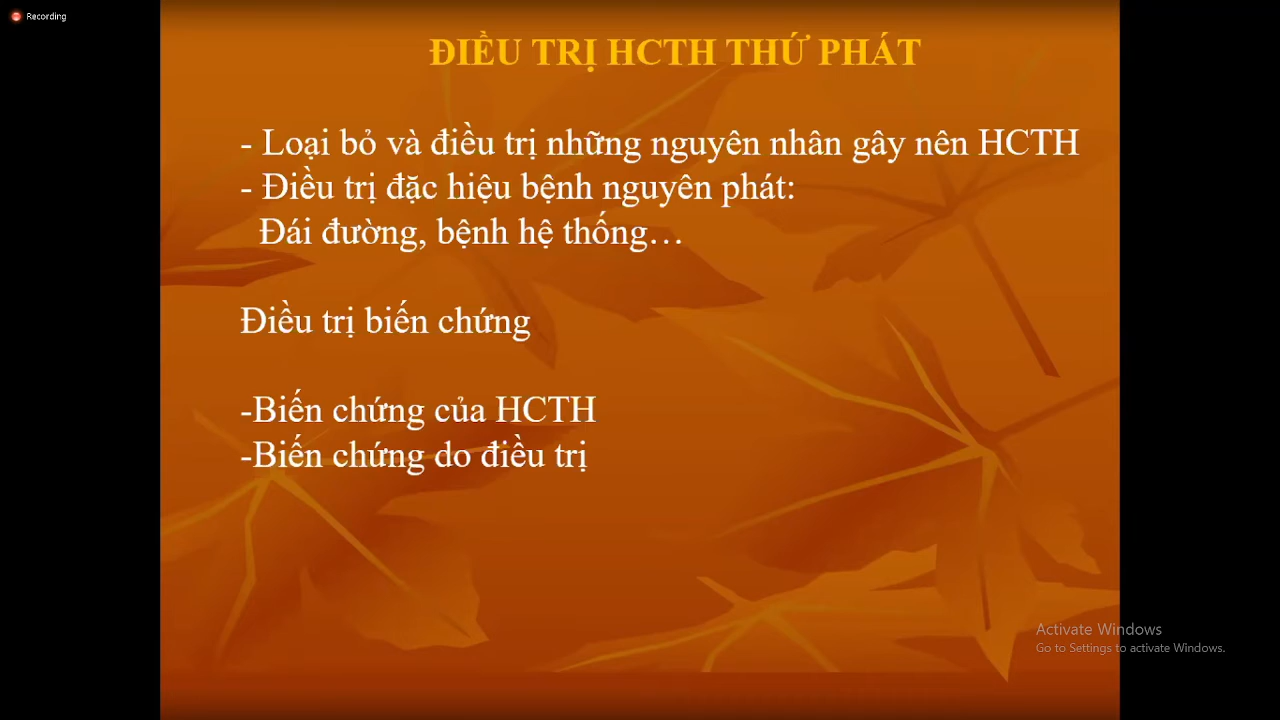 Recording
ĐIỀU TRỊ HCTH THỨ PHÁT
- Loại bỏ và điều trị những nguyên nhân gây nên HCTH
- Điều trị đặc hiệu bệnh nguyên phát:
Đái đường, bệnh hệ thống…
Điều trị biến chứng
-Biến chứng của HCTH
-Biến chứng do điều trị
Activate Windows
Go to Settings to activate Windows.